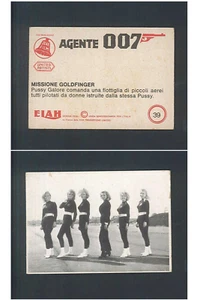 AGENTE 007
MISSIONE GOLDFINGER
Pussy Galore comanda una flottiglia di piccoli aerei
tutti pilotati da donne istruite dalla stessa Pussy.
ELAH
39